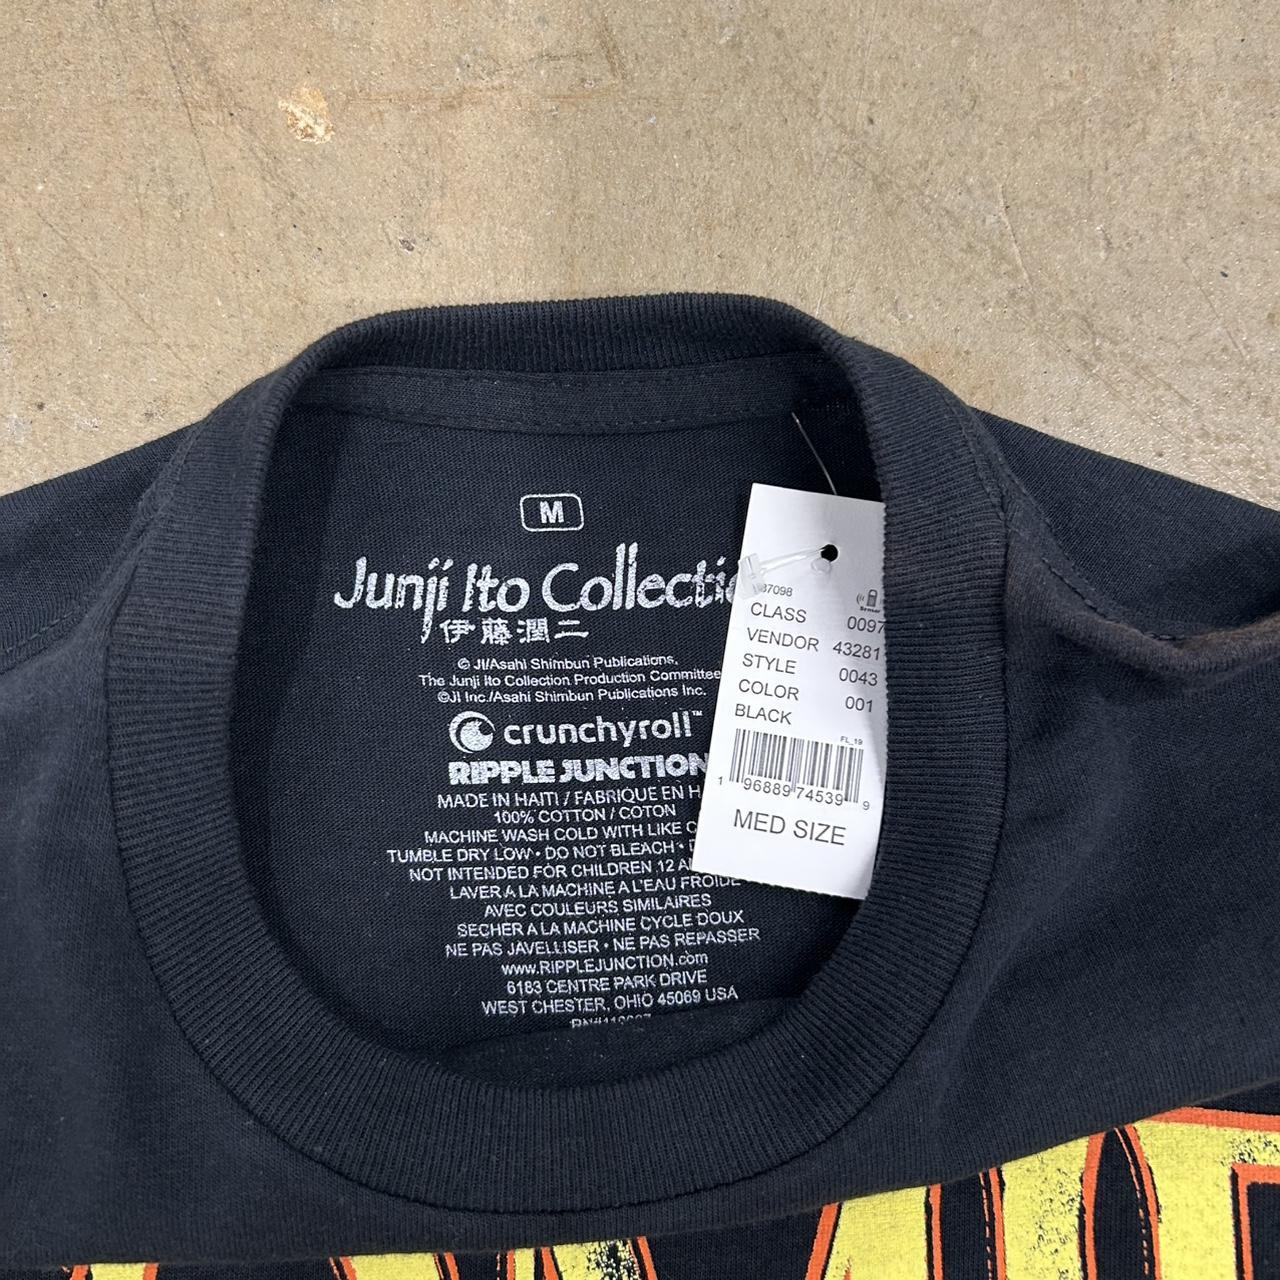 M
Junji Ito Collectio
伊藤潤二
© JI/Asahi Shimbun Publications,
The Junji Ito Collection Production Committee
©JI Inc./Asahi Shimbun Publications Inc.
crunchyroll™
RIPPLE JUNCTION
MADE IN HAITI / FABRIQUE EN H
100% COTTON / COTON
MACHINE WASH COLD WITH LIKE C
TUMBLE DRY LOW • DO NOT BLEACH •
NOT INTENDED FOR CHILDREN 12 A
LAVER A LA MACHINE A L'EAU FROIDE
AVEC COULEURS SIMILAIRES
SECHER A LA MACHINE CYCLE DOUX
NE PAS JAVELLISER • NE PAS REPASSER
www.RIPPLEJUNCTION.com
6183 CENTRE PARK DRIVE
WEST CHESTER, OHIO 45069 USA
37098
Sensor
CLASS 0097
VENDOR 43281
STYLE 0043
COLOR 001
BLACK
FL_19
1 96889 74539 9
MED SIZE